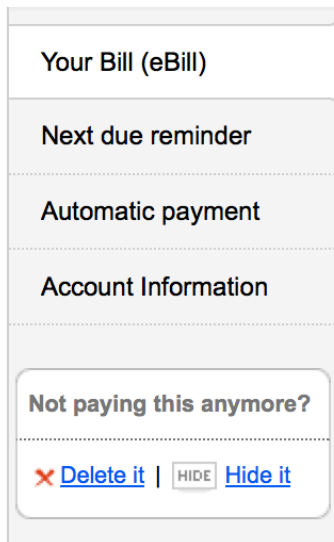 Your Bill (eBill)
Next due reminder
Automatic payment
Account Information
Not paying this anymore?
Delete it | HIDE Hide it